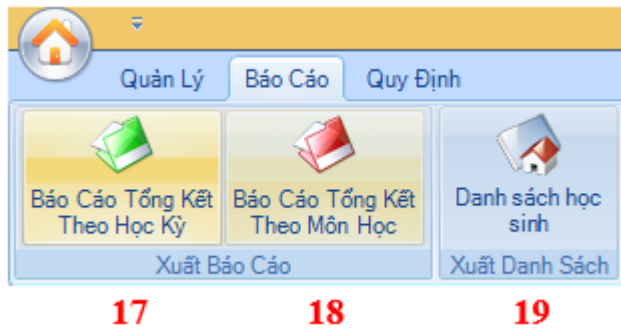 Quản Lý Báo Cáo Quy Định
Báo Cáo Tổng Kết Theo Học Kỳ
Báo Cáo Tổng Kết Theo Môn Học
Danh sách học sinh
Xuất Báo Cáo Xuất Danh Sách
17 18 19